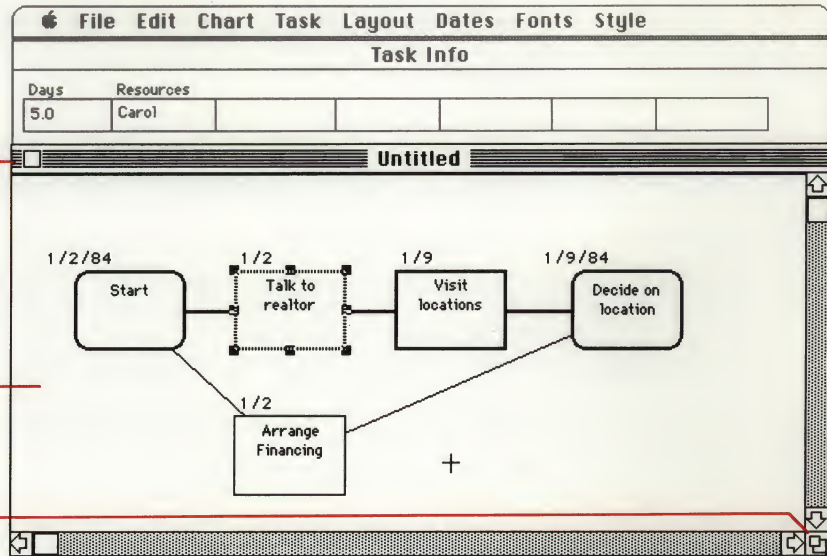 File Edit Chart Task Layout Dates Fonts Style
Task Info
Days Resources
5.0 Carol
Untitled
1/2/84 1/2 1/9 1/9/84
Start
Talk to
realtor
Visit
locations
Decide on
location
1/2
Arrange
Financing